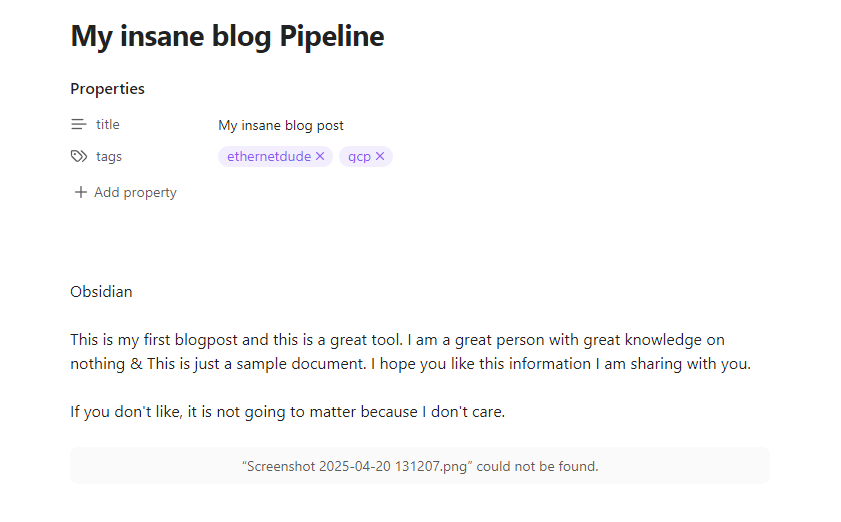 My insane blog Pipeline
Properties
title My insane blog post
tags ethernetdude × gcp ×
+ Add property
Obsidian
This is my first blogpost and this is a great tool. I am a great person with great knowledge on
nothing & This is just a sample document. I hope you like this information I am sharing with you.
If you don't like, it is not going to matter because I don't care.
“Screenshot 2025-04-20 131207.png” could not be found.